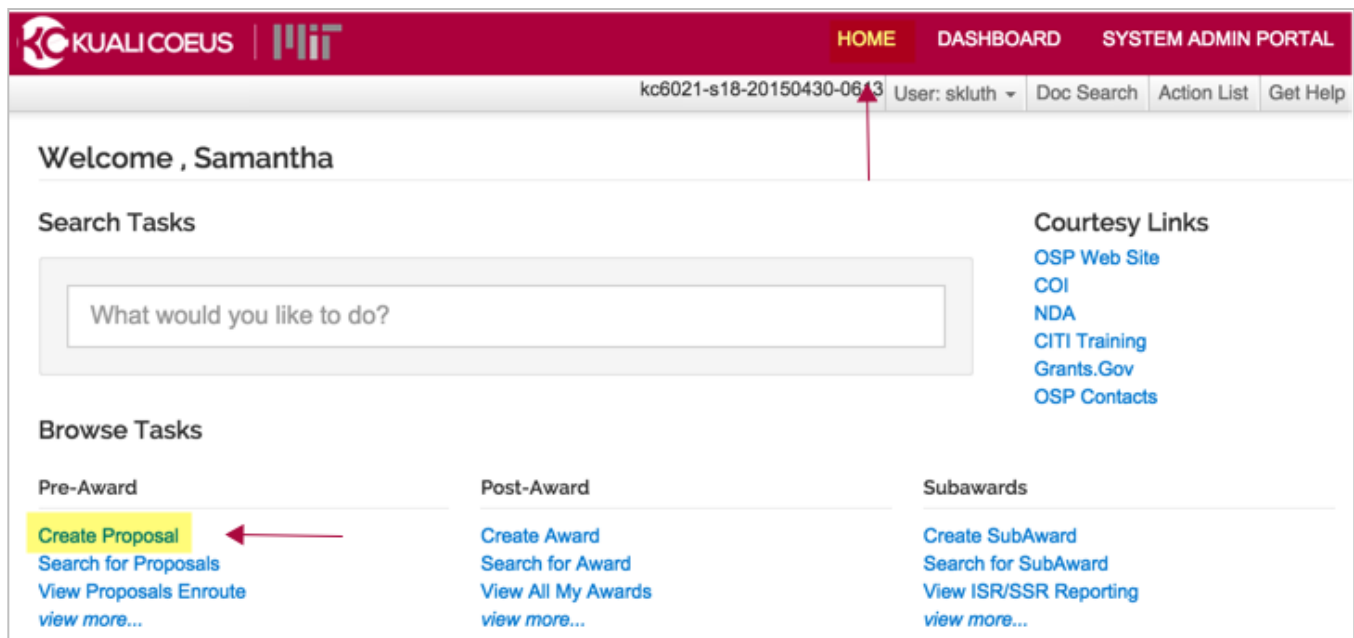 KC KUALI COEUS | MIT
HOME DASHBOARD SYSTEM ADMIN PORTAL
kc6021-s18-20150430-0613 User: skluth Doc Search Action List Get Help
Welcome , Samantha
Search Tasks
Courtesy Links
What would you like to do?
OSP Web Site
COI
NDA
CITI Training
Grants.Gov
OSP Contacts
Browse Tasks
Pre-Award Post-Award Subawards
Create Proposal Create Award Create SubAward
Search for Proposals Search for Award Search for SubAward
View Proposals Enroute View All My Awards View ISR/SSR Reporting
view more... view more... view more...